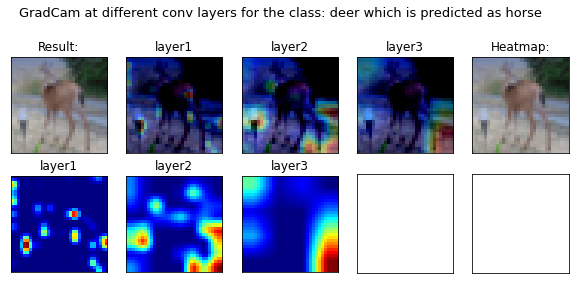 GradCam at different conv layers for the class: deer which is predicted as horse
Result:
layer1
layer2
layer3
Heatmap:
layer1
layer2
layer3